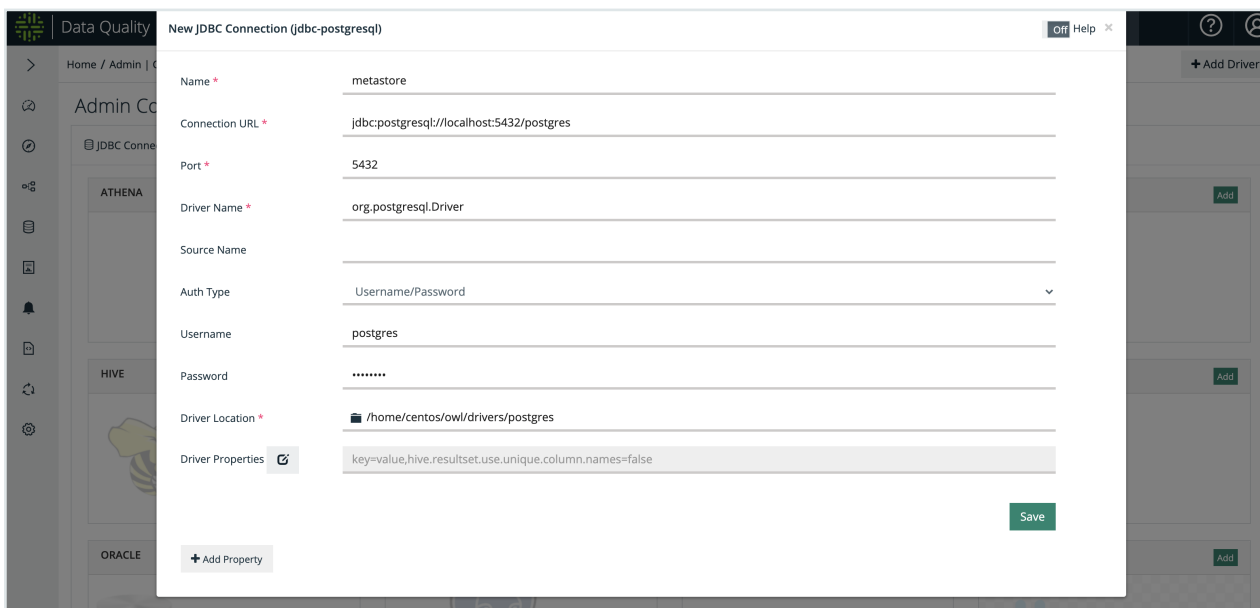 Data Quality
New JDBC Connection (jdbc-postgresql)
Off Help ×
Home / Admin | C
+ Add Driver
Admin Co
JDBC Conne
Name *
metastore
Connection URL *
jdbc:postgresql://localhost:5432/postgres
Port *
5432
ATHENA
Add
Driver Name *
org.postgresql.Driver
Source Name
Auth Type
Username/Password
Username
postgres
Password
••••••••
HIVE
Add
Driver Location *
/home/centos/owl/drivers/postgres
Driver Properties
key=value,hive.resultset.use.unique.column.names=false
Save
ORACLE
Add
+ Add Property